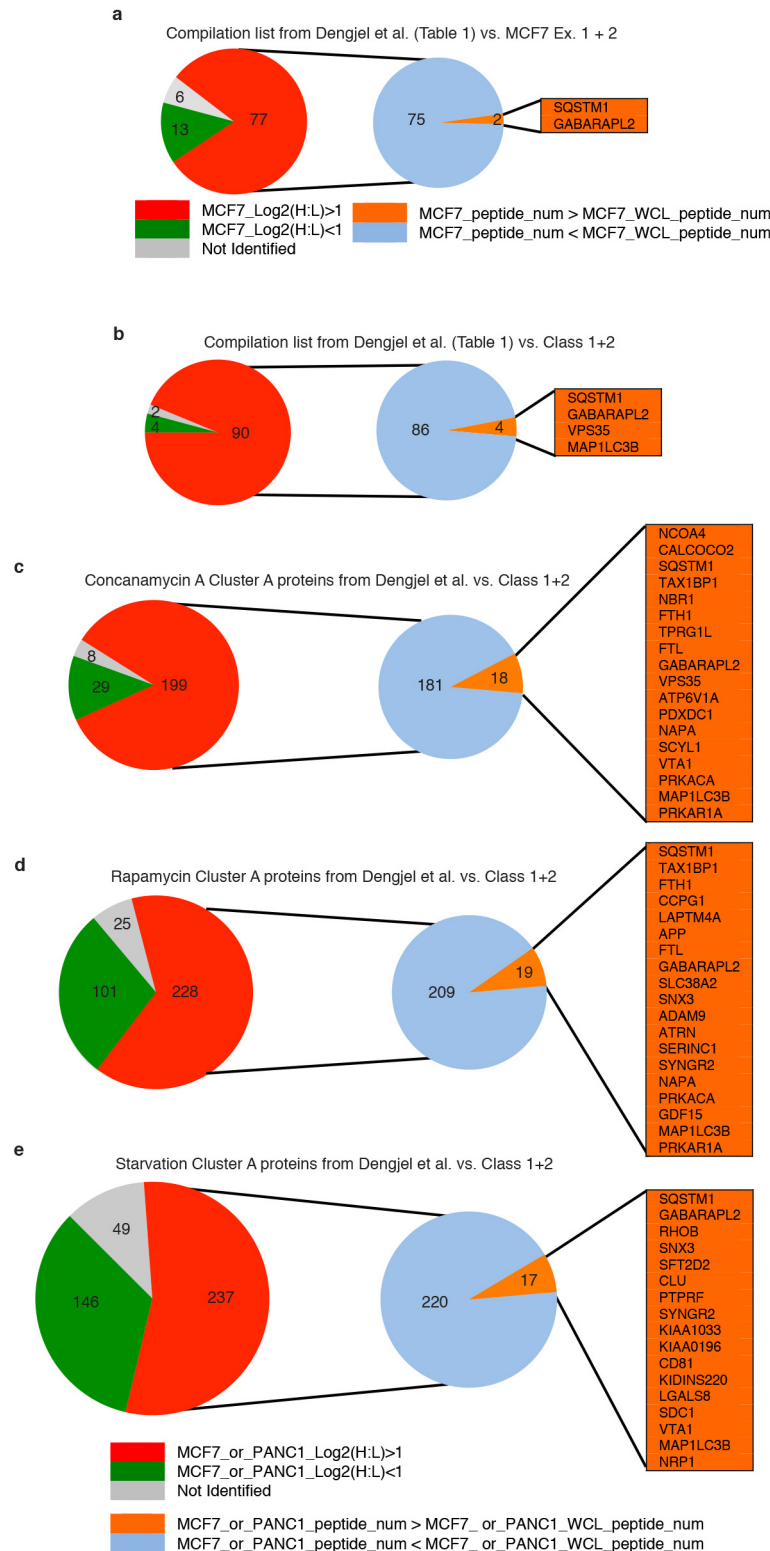 a
Compilation list from Dengjel et al. (Table 1) vs. MCF7 Ex. 1 + 2
6
13
77
75
2
SQSTM1
GABARAPL2
MCF7_Log2(H:L)>1
MCF7_Log2(H:L)<1
Not Identified
MCF7_peptide_num > MCF7_WCL_peptide_num
MCF7_peptide_num < MCF7_WCL_peptide_num
b
Compilation list from Dengjel et al. (Table 1) vs. Class 1+2
2
4
90
86
4
SQSTM1
GABARAPL2
VPS35
MAP1LC3B
c
Concanamycin A Cluster A proteins from Dengjel et al. vs. Class 1+2
8
29
199
181
18
NCOA4
CALCOCO2
SQSTM1
TAX1BP1
NBR1
FTH1
TPRG1L
FTL
GABARAPL2
VPS35
ATP6V1A
PDXDC1
NAPA
SCYL1
VTA1
PRKACA
MAP1LC3B
PRKAR1A
d
Rapamycin Cluster A proteins from Dengjel et al. vs. Class 1+2
25
101
228
209
19
SQSTM1
TAX1BP1
FTH1
CCPG1
LAPTM4A
APP
FTL
GABARAPL2
SLC38A2
SNX3
ADAM9
ATRN
SERINC1
SYNGR2
NAPA
PRKACA
GDF15
MAP1LC3B
PRKAR1A
e
Starvation Cluster A proteins from Dengjel et al. vs. Class 1+2
49
146
237
220
17
SQSTM1
GABARAPL2
RHOB
SNX3
SFT2D2
CLU
PTPRF
SYNGR2
KIAA1033
KIAA0196
CD81
KIDINS220
LGALS8
SDC1
VTA1
MAP1LC3B
NRP1
MCF7_or_PANC1_Log2(H:L)>1
MCF7_or_PANC1_Log2(H:L)<1
Not Identified
MCF7_or_PANC1_peptide_num > MCF7_ or_PANC1_WCL_peptide_num
MCF7_or_PANC1_peptide_num < MCF7_ or_PANC1_WCL_peptide_num